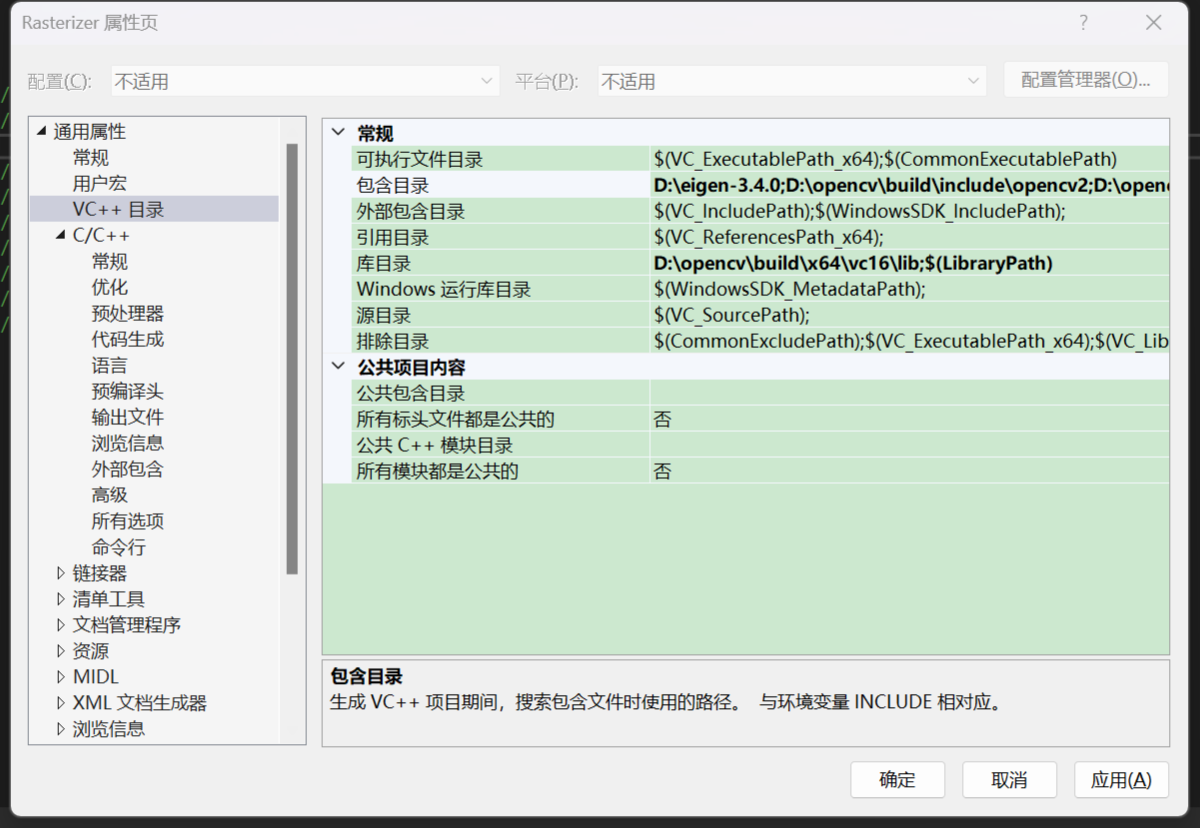 Rasterizer 属性页
配置(C): 不适用 平台(P): 不适用 配置管理器(O)...
通用属性
常规
用户宏
VC++ 目录
C/C++
常规
优化
预处理器
代码生成
语言
预编译头
输出文件
浏览信息
外部包含
高级
所有选项
命令行
链接器
清单工具
文档管理程序
资源
MIDL
XML 文档生成器
浏览信息
常规
可执行文件目录 $(VC_ExecutablePath_x64);$(CommonExecutablePath)
包含目录 D:\eigen-3.4.0;D:\opencv\build\include\opencv2;D:\openc
外部包含目录 $(VC_IncludePath);$(WindowsSDK_IncludePath);
引用目录 $(VC_ReferencesPath_x64);
库目录 D:\opencv\build\x64\vc16\lib;$(LibraryPath)
Windows 运行库目录 $(WindowsSDK_MetadataPath);
源目录 $(VC_SourcePath);
排除目录 $(CommonExcludePath);$(VC_ExecutablePath_x64);$(VC_Lib
公共项目内容
公共包含目录
所有标头文件都是公共的 否
公共 C++ 模块目录
所有模块都是公共的 否
包含目录
生成 VC++ 项目期间，搜索包含文件时使用的路径。 与环境变量 INCLUDE 相对应。
确定 取消 应用(A)